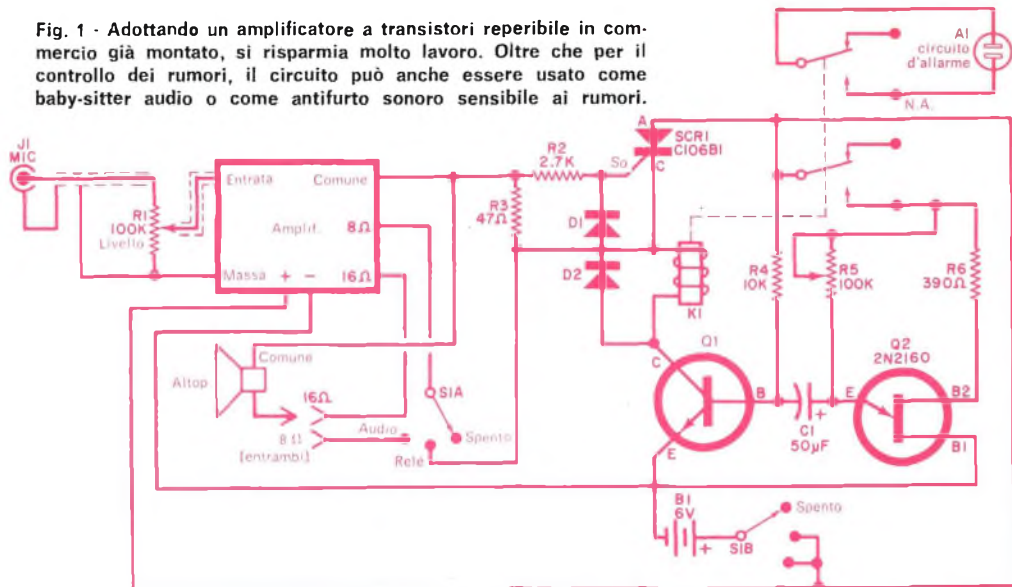 Fig. 1 - Adottando un amplificatore a transistori reperibile in com-
mercio già montato, si risparmia molto lavoro. Oltre che per il
controllo dei rumori, il circuito può anche essere usato come
baby-sitter audio o come antifurto sonoro sensibile ai rumori.
A1
circuito
d'allarme
N.A.
J1
MIC
R1
100K
Livello
Entrata
Comune
Amplif.
8Ω
Massa
+
-
16Ω
R2
2.7K
R3
47Ω
So
A
SCR1
C106B1
C
D1
D2
K1
R4
10K
R5
100K
R6
390Ω
Altop
Comune
16Ω
8Ω
[entrambi]
Audio
S1A
Spento
Relè
Q1
C
B
E
C1
50µF
+
Q2
2N2160
E
B2
B1
B1
6V
+
S1B
Spento